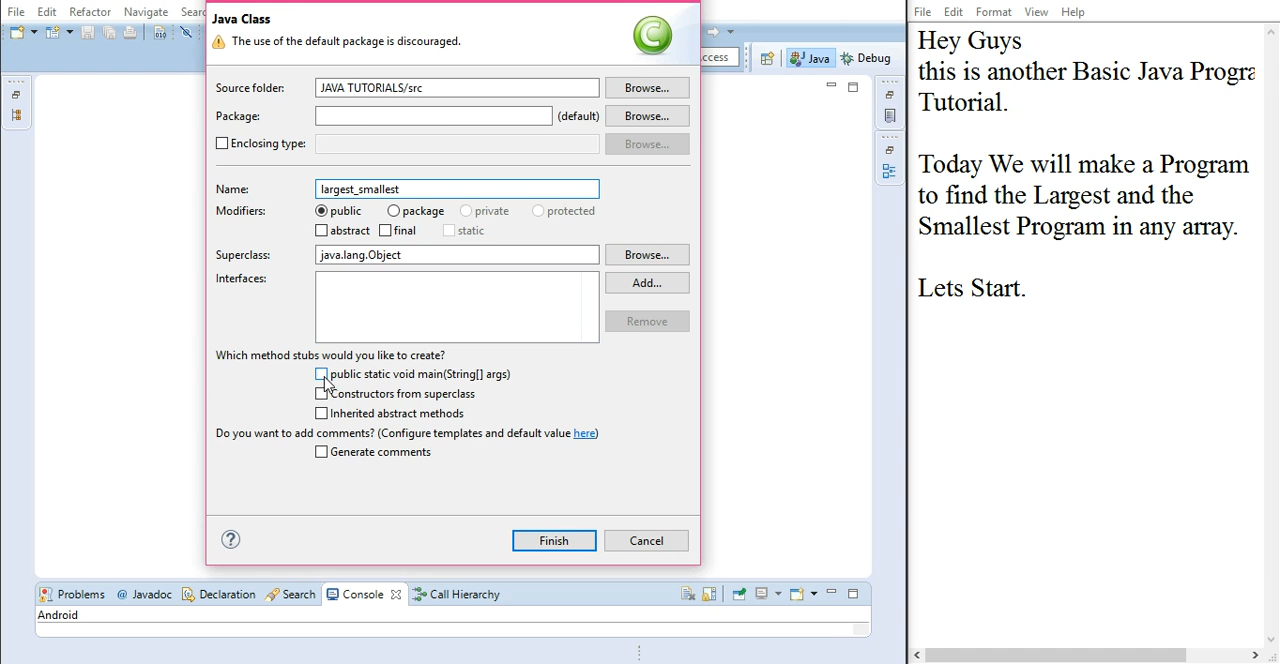 File Edit Refactor Navigate Sear
Java Class
The use of the default package is discouraged.
Source folder: JAVA TUTORIALS/src Browse...
Package: (default) Browse...
Enclosing type: Browse...
Name: largest_smallest
Modifiers: public package private protected
abstract final static
Superclass: java.lang.Object Browse...
Interfaces: Add...
Remove
Which method stubs would you like to create?
public static void main(String[] args)
Constructors from superclass
Inherited abstract methods
Do you want to add comments? (Configure templates and default value here)
Generate comments
Finish Cancel
ccess Java Debug
Problems @ Javadoc Declaration Search Console Call Hierarchy
Android
File Edit Format View Help
Hey Guys
this is another Basic Java Progra
Tutorial.
Today We will make a Program
to find the Largest and the
Smallest Program in any array.
Lets Start.